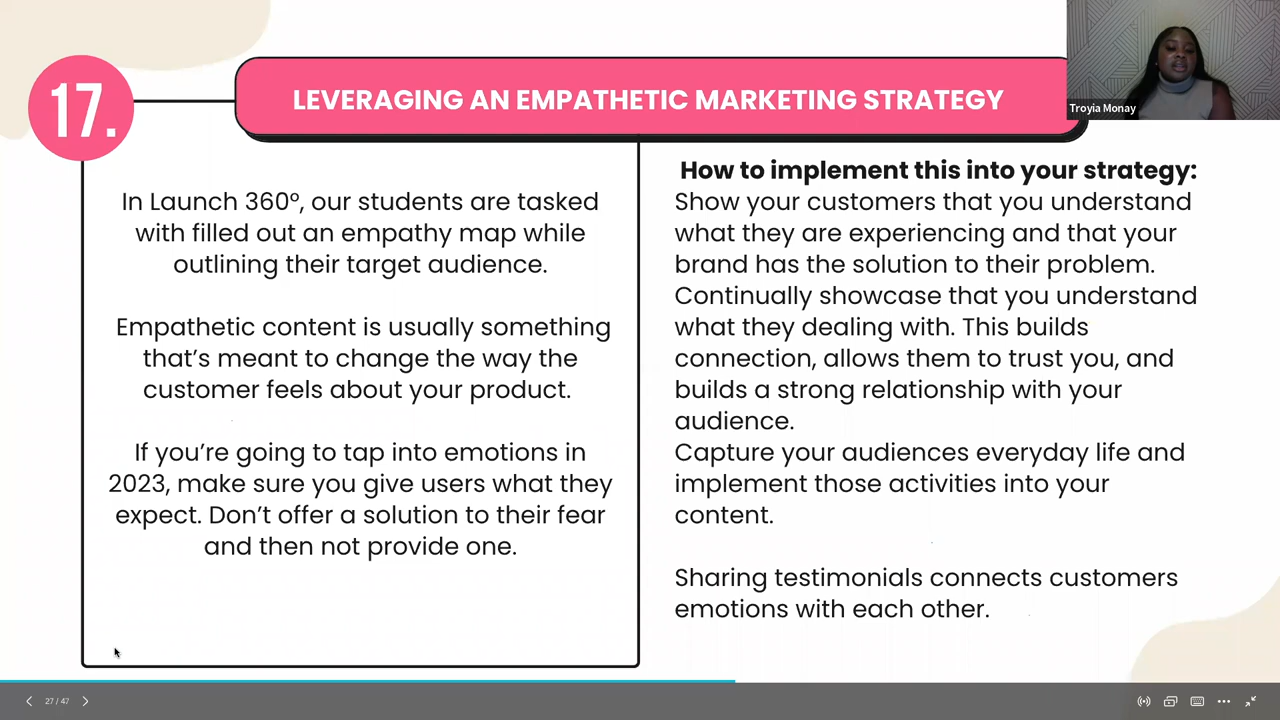 17.
LEVERAGING AN EMPATHETIC MARKETING STRATEGY
Troyia Monay
In Launch 360º, our students are tasked
with filled out an empathy map while
outlining their target audience.
Empathetic content is usually something
that’s meant to change the way the
customer feels about your product.
If you’re going to tap into emotions in
2023, make sure you give users what they
expect. Don’t offer a solution to their fear
and then not provide one.
How to implement this into your strategy:
Show your customers that you understand
what they are experiencing and that your
brand has the solution to their problem.
Continually showcase that you understand
what they dealing with. This builds
connection, allows them to trust you, and
builds a strong relationship with your
audience.
Capture your audiences everyday life and
implement those activities into your
content.
Sharing testimonials connects customers
emotions with each other.
27 / 47